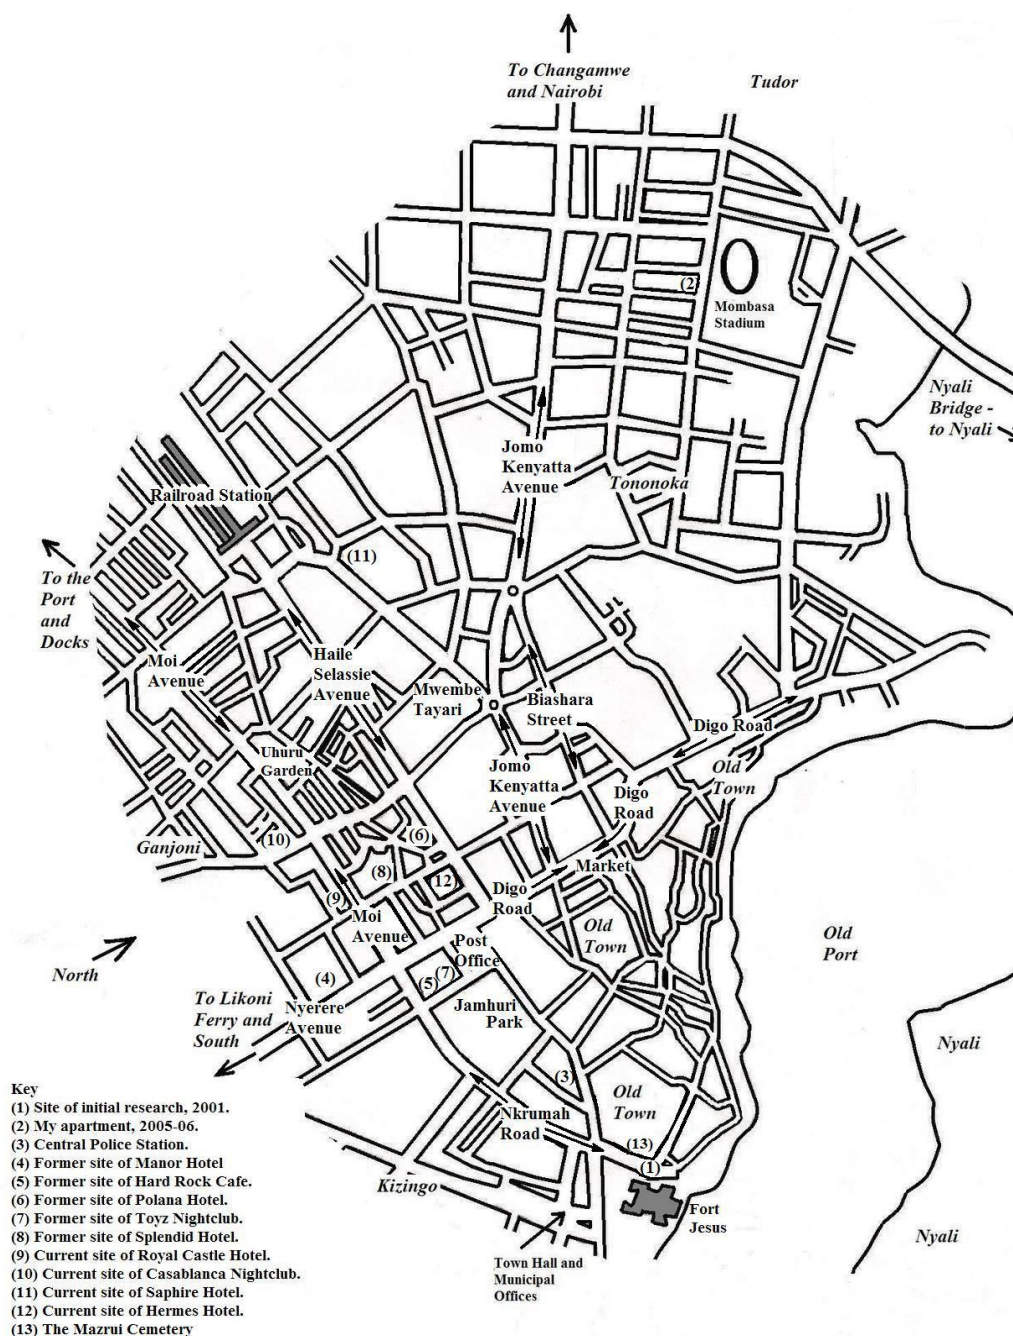 To Changamwe
and Nairobi
Tudor
(2
Mombasa
Stadium
Nyali
Bridge -
to Nyali
Jomo
Kenyatta
Avenue
Tononoka
Railroad Station
(11)
To the
Port
and
Docks
Moi
Avenue
Haile
Selassie
Avenue
Mwembe
Tayari
Biashara
Street
Digo Road
Uhuru
Garden
Jomo
Kenyatta
Avenue
Digo
Road
Old
Town
Ganjoni
(10)
(6)
(8)
(12)
Market
(9)
Moi
Avenue
Digo
Road
Old
Town
Old
Port
North
Post
Office
(4)
(5)
(7)
To Likoni
Ferry and
South
Nyerere
Avenue
Jamhuri
Park
Nyali
(3)
Old
Town
Nkrumah
Road
(13)
(1)
Kizingo
Fort
Jesus
Nyali
Town Hall and
Municipal
Offices
Key
(1) Site of initial research, 2001.
(2) My apartment, 2005-06.
(3) Central Police Station.
(4) Former site of Manor Hotel
(5) Former site of Hard Rock Cafe.
(6) Former site of Polana Hotel.
(7) Former site of Toyz Nightclub.
(8) Former site of Splendid Hotel.
(9) Current site of Royal Castle Hotel.
(10) Current site of Casablanca Nightclub.
(11) Current site of Saphire Hotel.
(12) Current site of Hermes Hotel.
(13) The Mazrui Cemetery